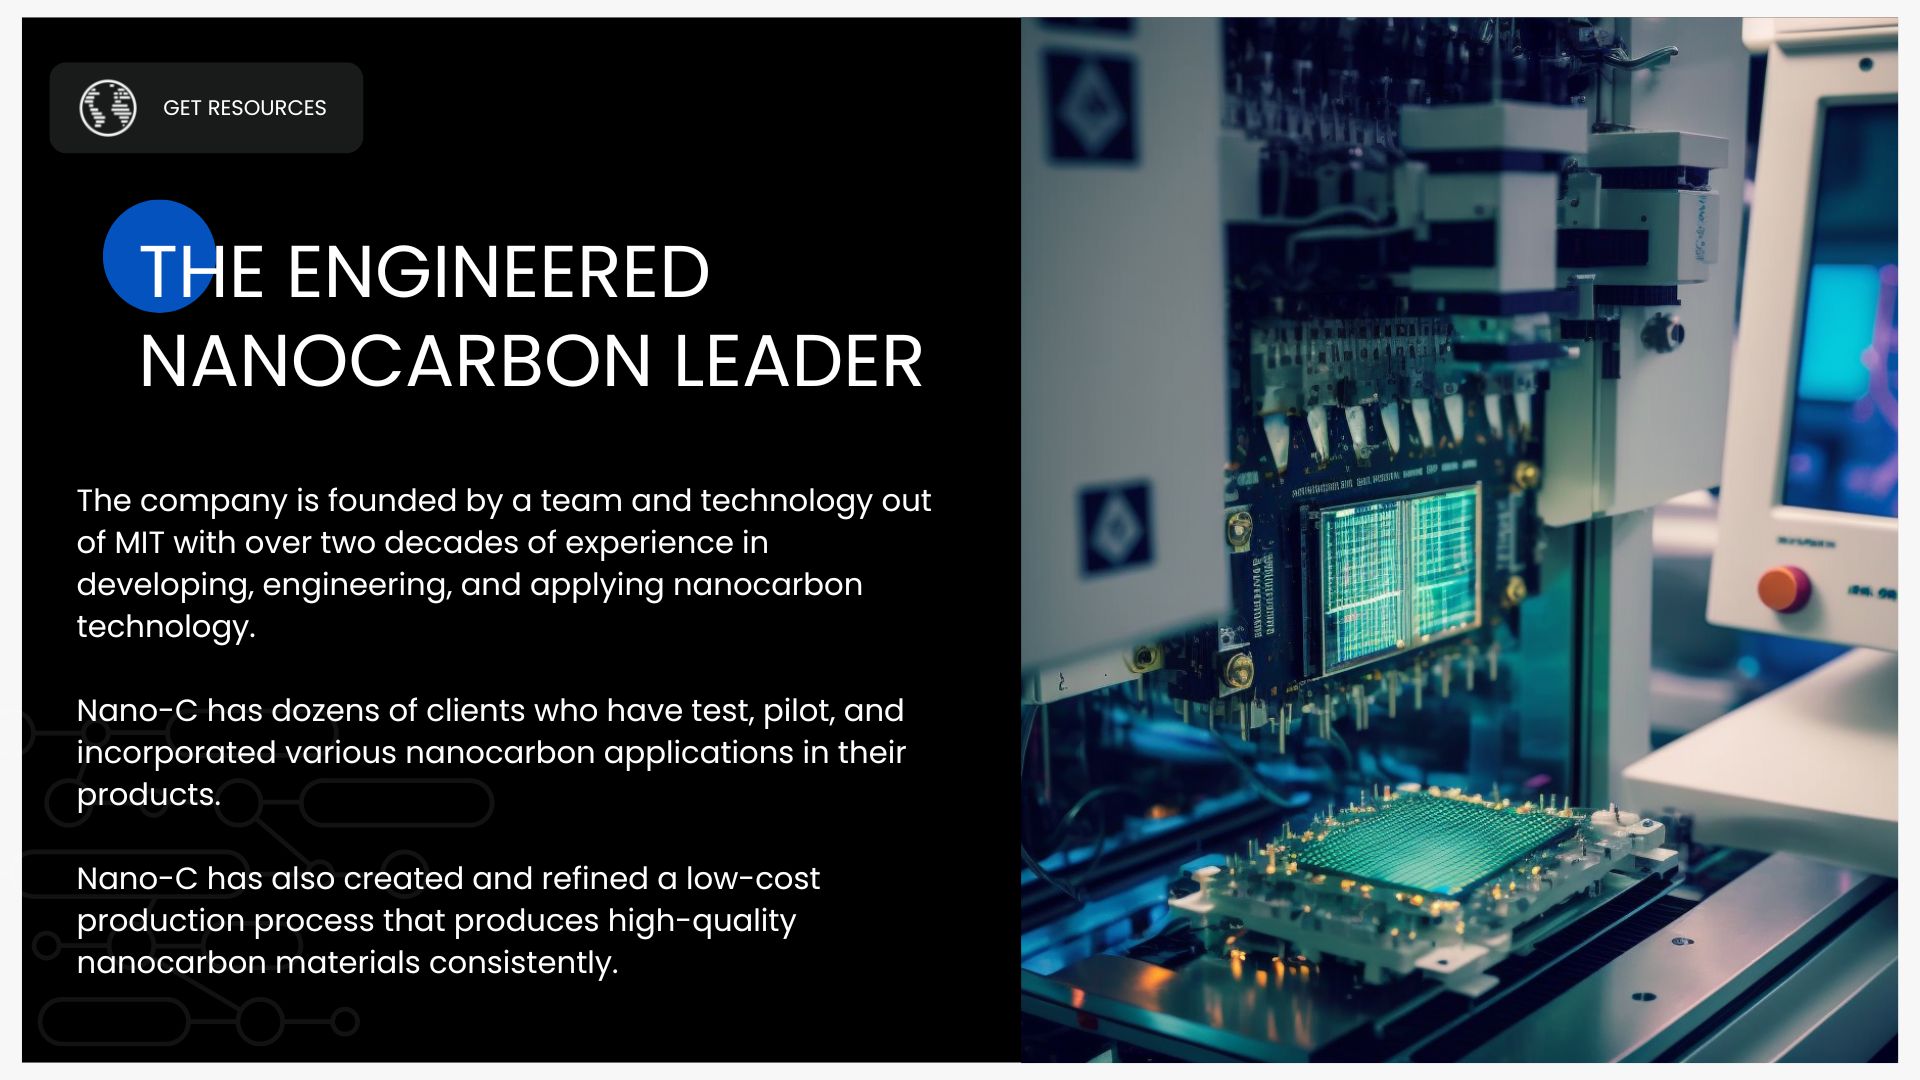 GET RESOURCES
THE ENGINEERED
NANOCARBON LEADER
The company is founded by a team and technology out
of MIT with over two decades of experience in
developing, engineering, and applying nanocarbon
technology.
Nano-C has dozens of clients who have test, pilot, and
incorporated various nanocarbon applications in their
products.
Nano-C has also created and refined a low-cost
production process that produces high-quality
nanocarbon materials consistently.